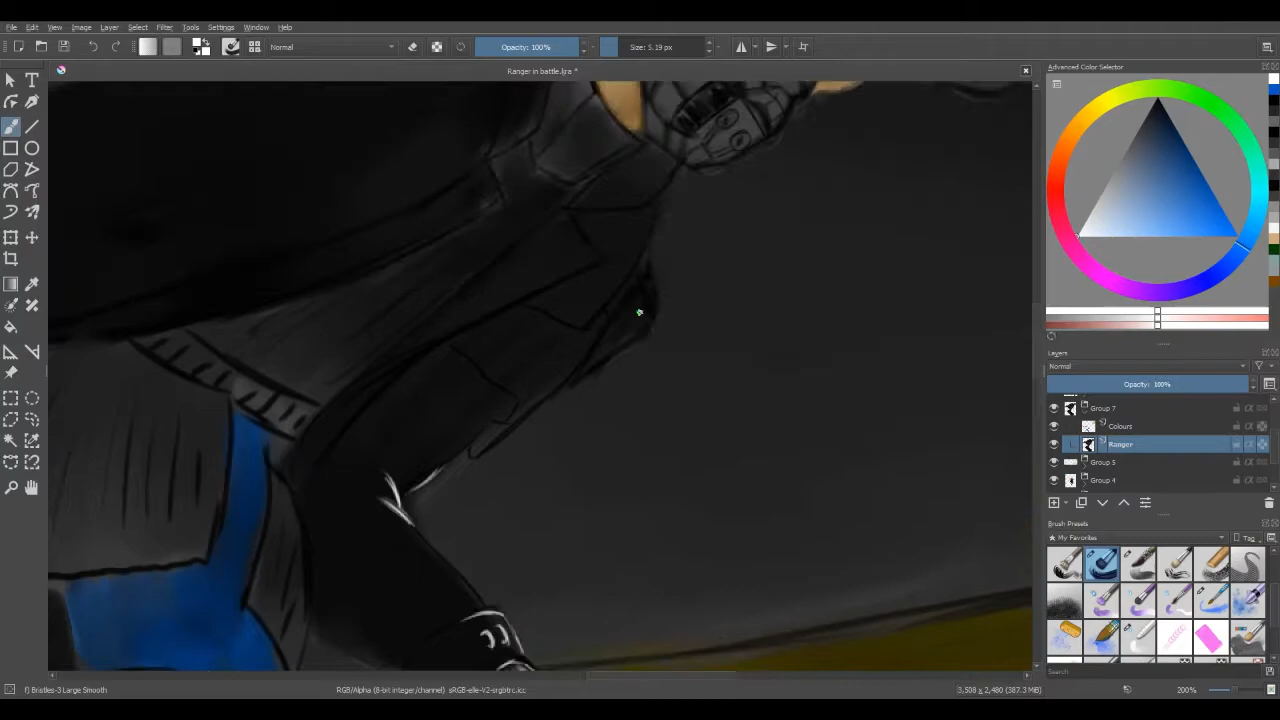 File Edit View Image Layer Select Filter Tools Settings Window Help
Normal Opacity: 100% Size: 5.19 px
Ranger in battle.kra *
Advanced Color Selector
Layers
Normal
Opacity: 100%
Group 7
Colours
Ranger
Group 5
Group 4
Brush Presets
My Favorites Tag
Search
f) Bristles-3 Large Smooth RGB/Alpha (8-bit integer/channel) sRGB-elle-V2-srgbtrc.icc 3,508 x 2,480 (387.3 MiB) 200%